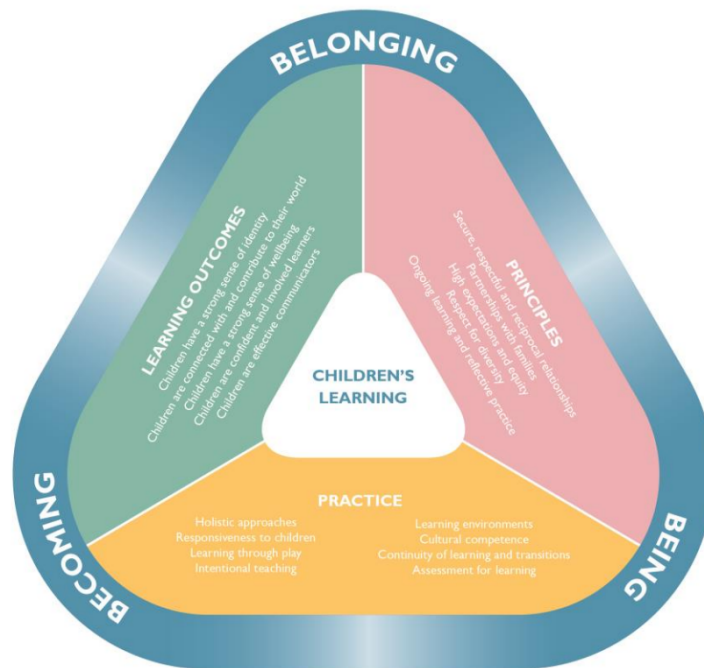 BELONGING
LEARNING OUTCOMES
Children have a strong sense of identity
Children are connected with and contribute to their world
Children have a strong sense of wellbeing
Children are confident and involved learners
Children are effective communicators
PRINCIPLES
Secure, respectful and reciprocal relationships
Partnerships with families
High expectations and equity
Respect for diversity
Ongoing learning and reflective practice
CHILDREN'S
LEARNING
PRACTICE
Holistic approaches
Responsiveness to children
Learning through play
Intentional teaching
Learning environments
Cultural competence
Continuity of learning and transitions
Assessment for learning
BECOMING
BEING